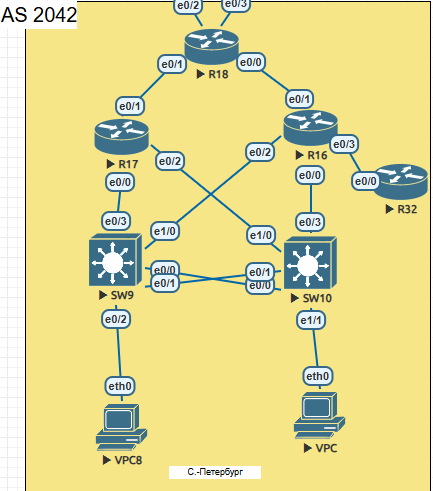 AS 2042
e0/2
e0/3
R18
e0/1
e0/0
e0/1
e0/1
R17
R16
e0/2
e0/2
e0/3
e0/0
e0/0
e0/0
R32
e0/3
e0/3
e1/0
e1/0
e0/0
e0/1
e0/1
e0/0
SW9
SW10
e0/2
e1/1
eth0
eth0
VPC8
VPC
С.-Петербург